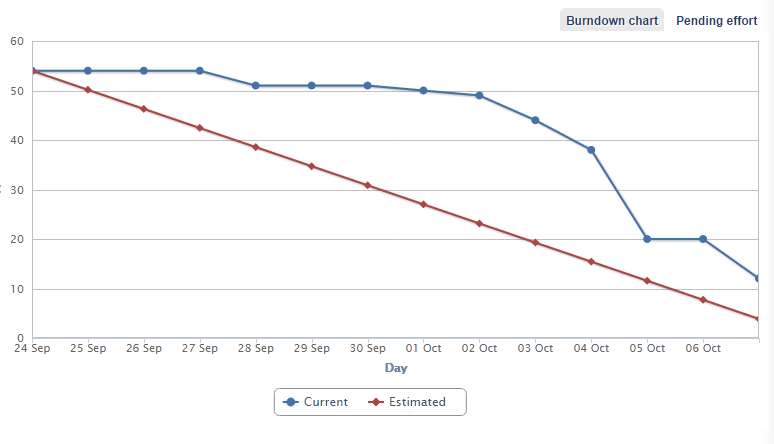 Burndown chart Pending effort
60
50
40
30
20
10
0
24 Sep 25 Sep 26 Sep 27 Sep 28 Sep 29 Sep 30 Sep 01 Oct 02 Oct 03 Oct 04 Oct 05 Oct 06 Oct
Day
Current Estimated